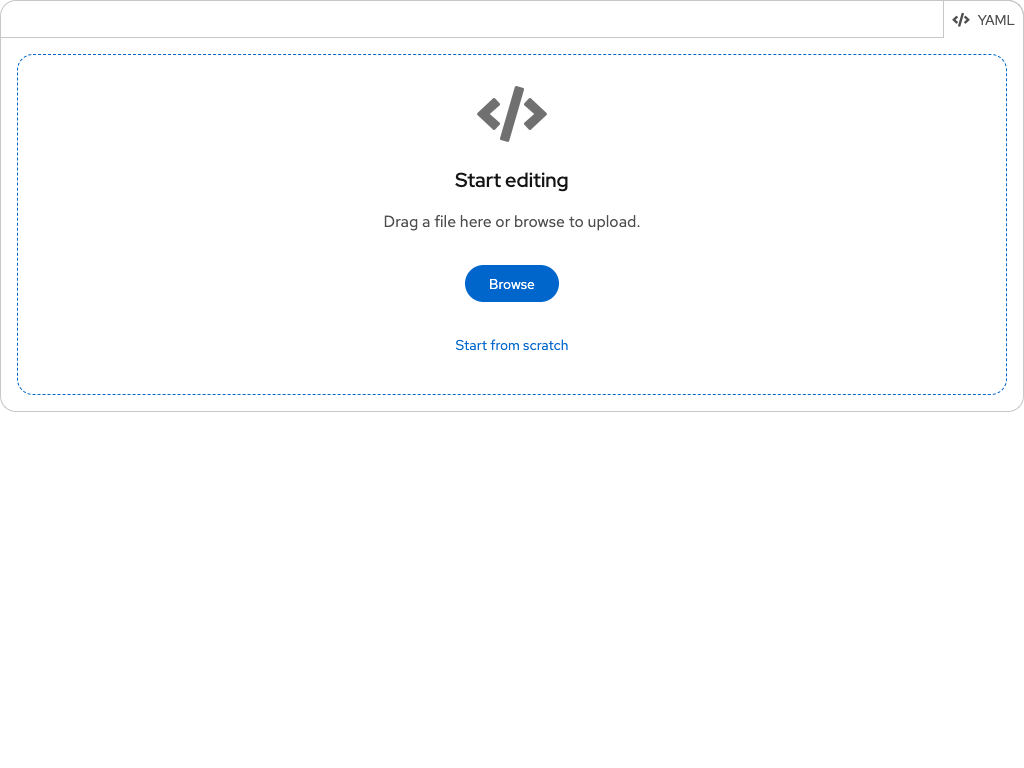 YAML
Start editing
Drag a file here or browse to upload.
Browse
Start from scratch